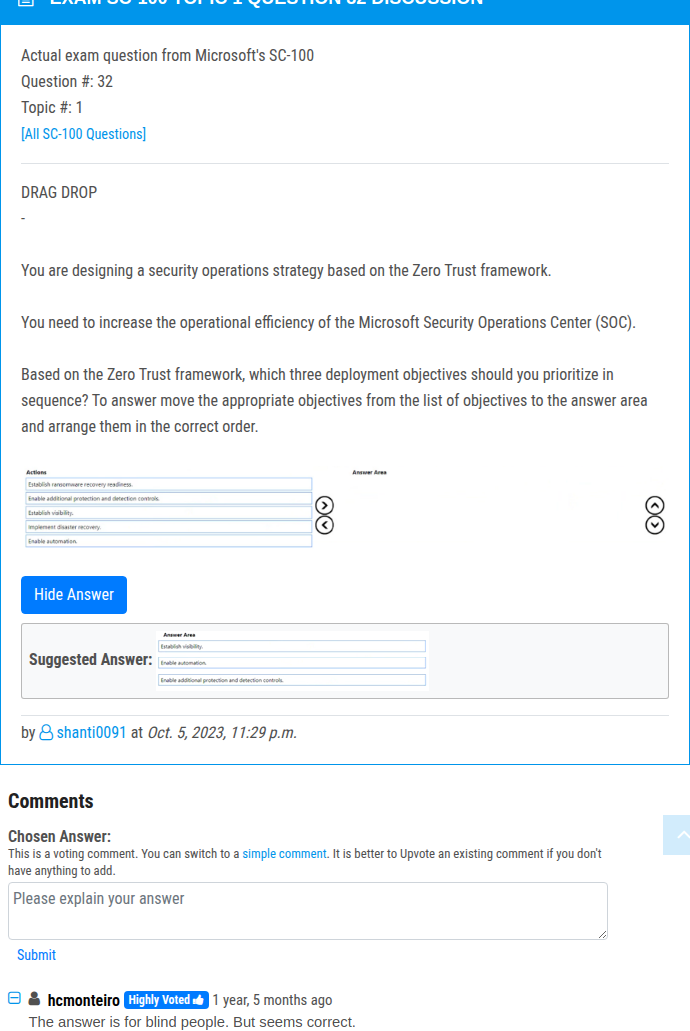 EXAM SC-100 TOPIC 1 QUESTION 32 DISCUSSION
Actual exam question from Microsoft's SC-100
Question #: 32
Topic #: 1
[All SC-100 Questions]
DRAG DROP
-
You are designing a security operations strategy based on the Zero Trust framework.
You need to increase the operational efficiency of the Microsoft Security Operations Center (SOC).
Based on the Zero Trust framework, which three deployment objectives should you prioritize in
sequence? To answer move the appropriate objectives from the list of objectives to the answer area
and arrange them in the correct order.
Actions
Answer Area
Establish ransomware recovery readiness.
Enable additional protection and detection controls.
Establish visibility.
Implement disaster recovery.
Enable automation.
Hide Answer
Suggested Answer:
Answer Area
Establish visibility.
Enable automation.
Enable additional protection and detection controls.
by shanti0091 at Oct. 5, 2023, 11:29 p.m.
Comments
Chosen Answer:
This is a voting comment. You can switch to a simple comment. It is better to Upvote an existing comment if you don't
have anything to add.
Please explain your answer
Submit
hcmonteiro Highly Voted 1 year, 5 months ago
The answer is for blind people. But seems correct.